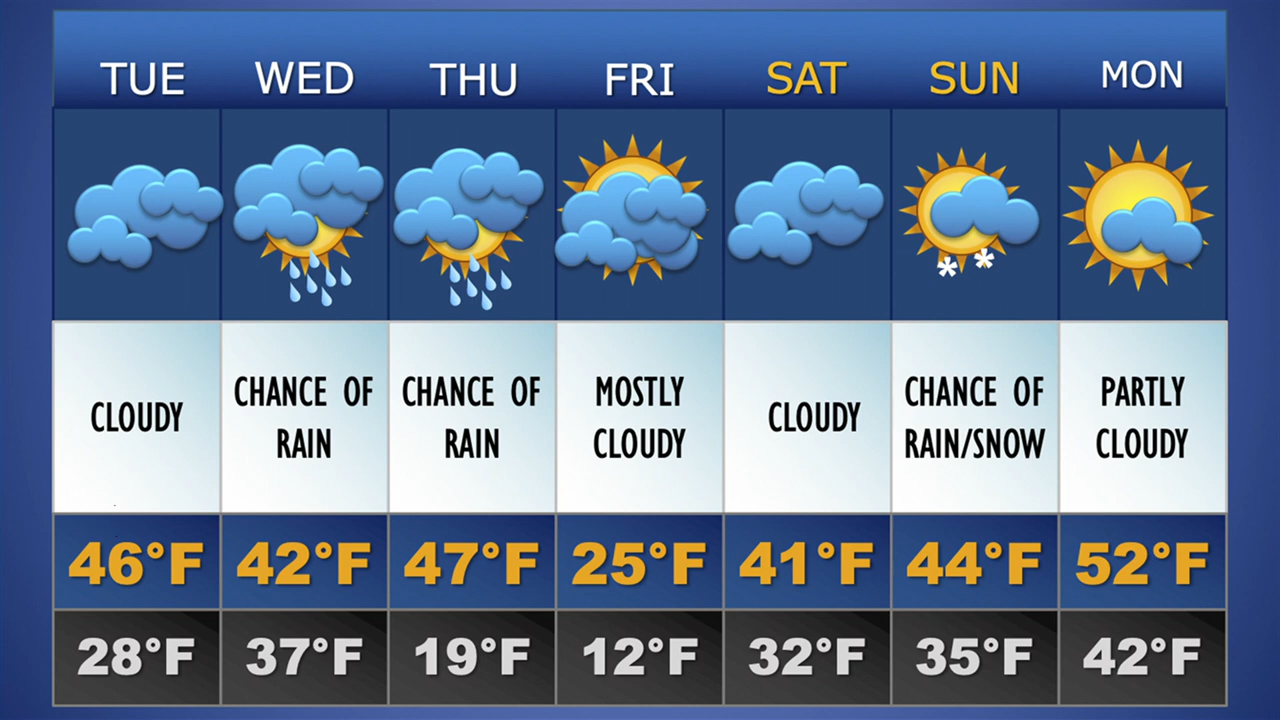 TUE WED THU FRI SAT SUN MON
CLOUDY
CHANCE OF
RAIN
CHANCE OF
RAIN
MOSTLY
CLOUDY
CLOUDY
CHANCE OF
RAIN/SNOW
PARTLY
CLOUDY
46°F 42°F 47°F 25°F 41°F 44°F 52°F
28°F 37°F 19°F 12°F 32°F 35°F 42°F